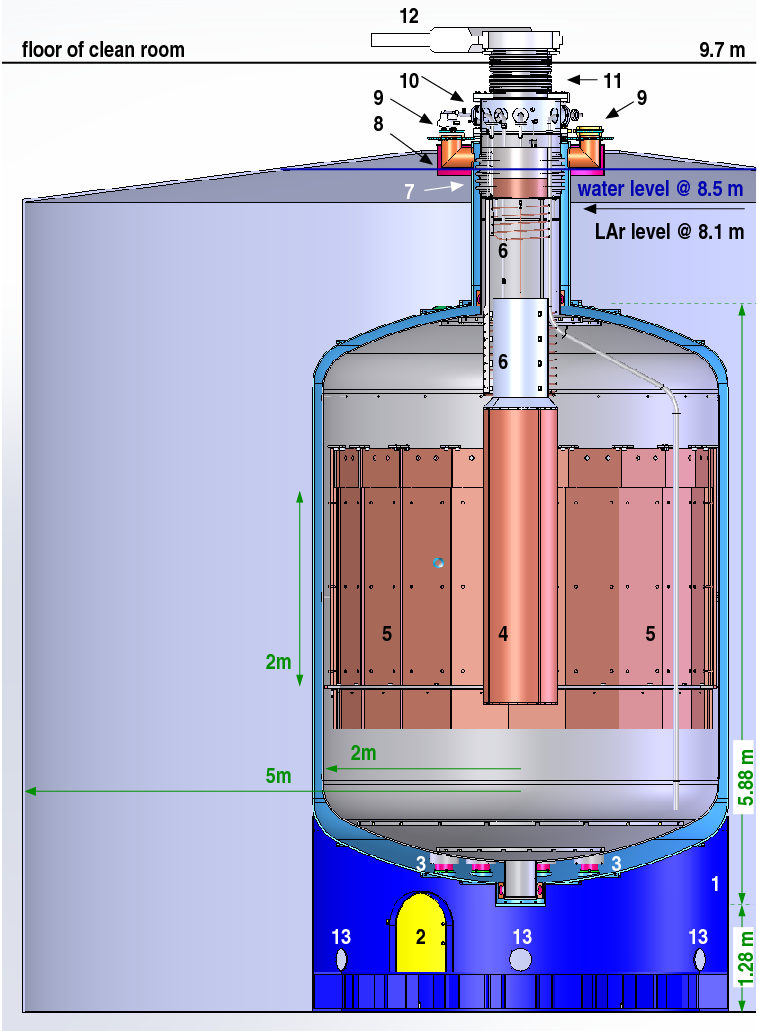 12
floor of clean room
9.7 m
10
11
9
9
8
7
water level @ 8.5 m
LAr level @ 8.1 m
6
6
5
4
5
2m
2m
5m
5.88 m
3
3
1
2
13
13
13
1.28 m